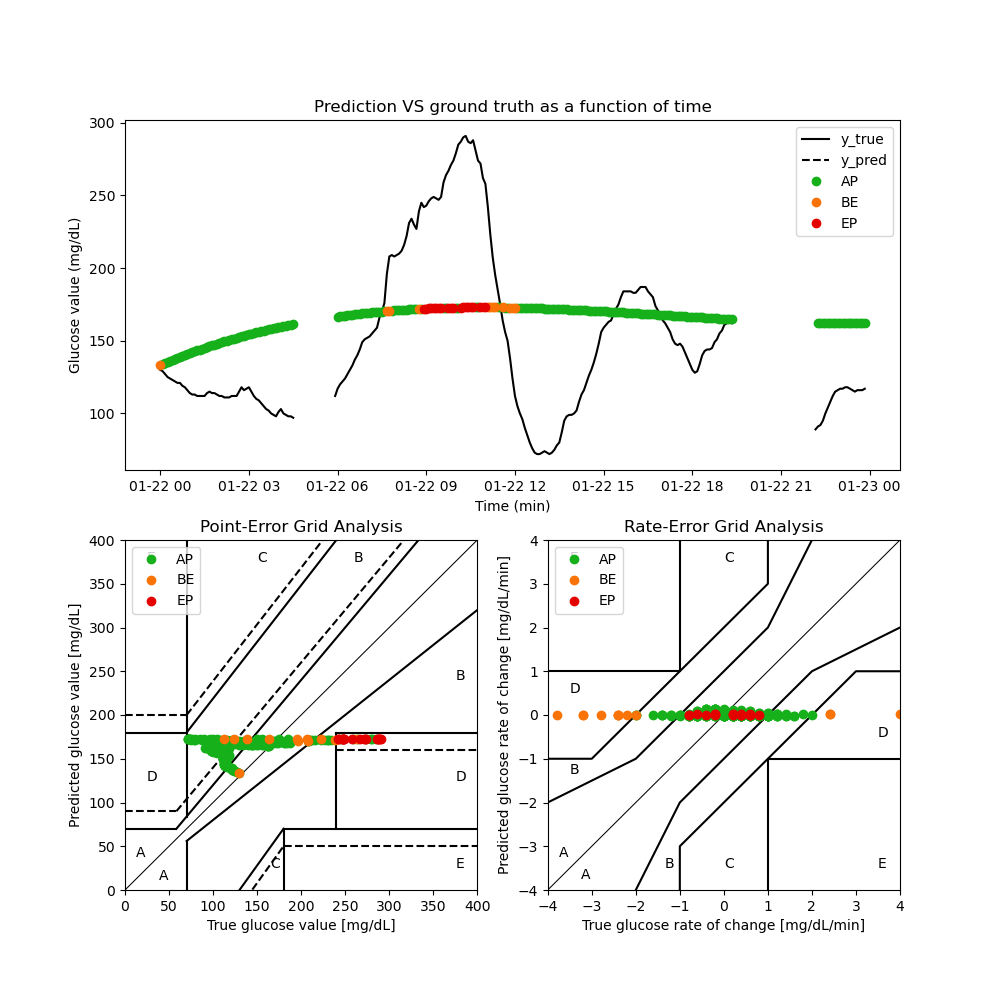 Prediction VS ground truth as a function of time
300
250
200
150
100
Glucose value (mg/dL)
y_true
y_pred
AP
BE
EP
01-22 00 01-22 03 01-22 06 01-22 09 01-22 12 01-22 15 01-22 18 01-22 21 01-23 00
Time (min)
Point-Error Grid Analysis
400
350
300
250
200
150
100
50
0
Predicted glucose value [mg/dL]
AP
BE
EP
C
B
B
D
D
A
A
C
E
0 50 100 150 200 250 300 350 400
True glucose value [mg/dL]
Rate-Error Grid Analysis
4
3
2
1
0
−1
−2
−3
−4
Predicted glucose rate of change [mg/dL/min]
AP
BE
EP
C
D
D
B
A
A
B
C
E
−4 −3 −2 −1 0 1 2 3 4
True glucose rate of change [mg/dL/min]